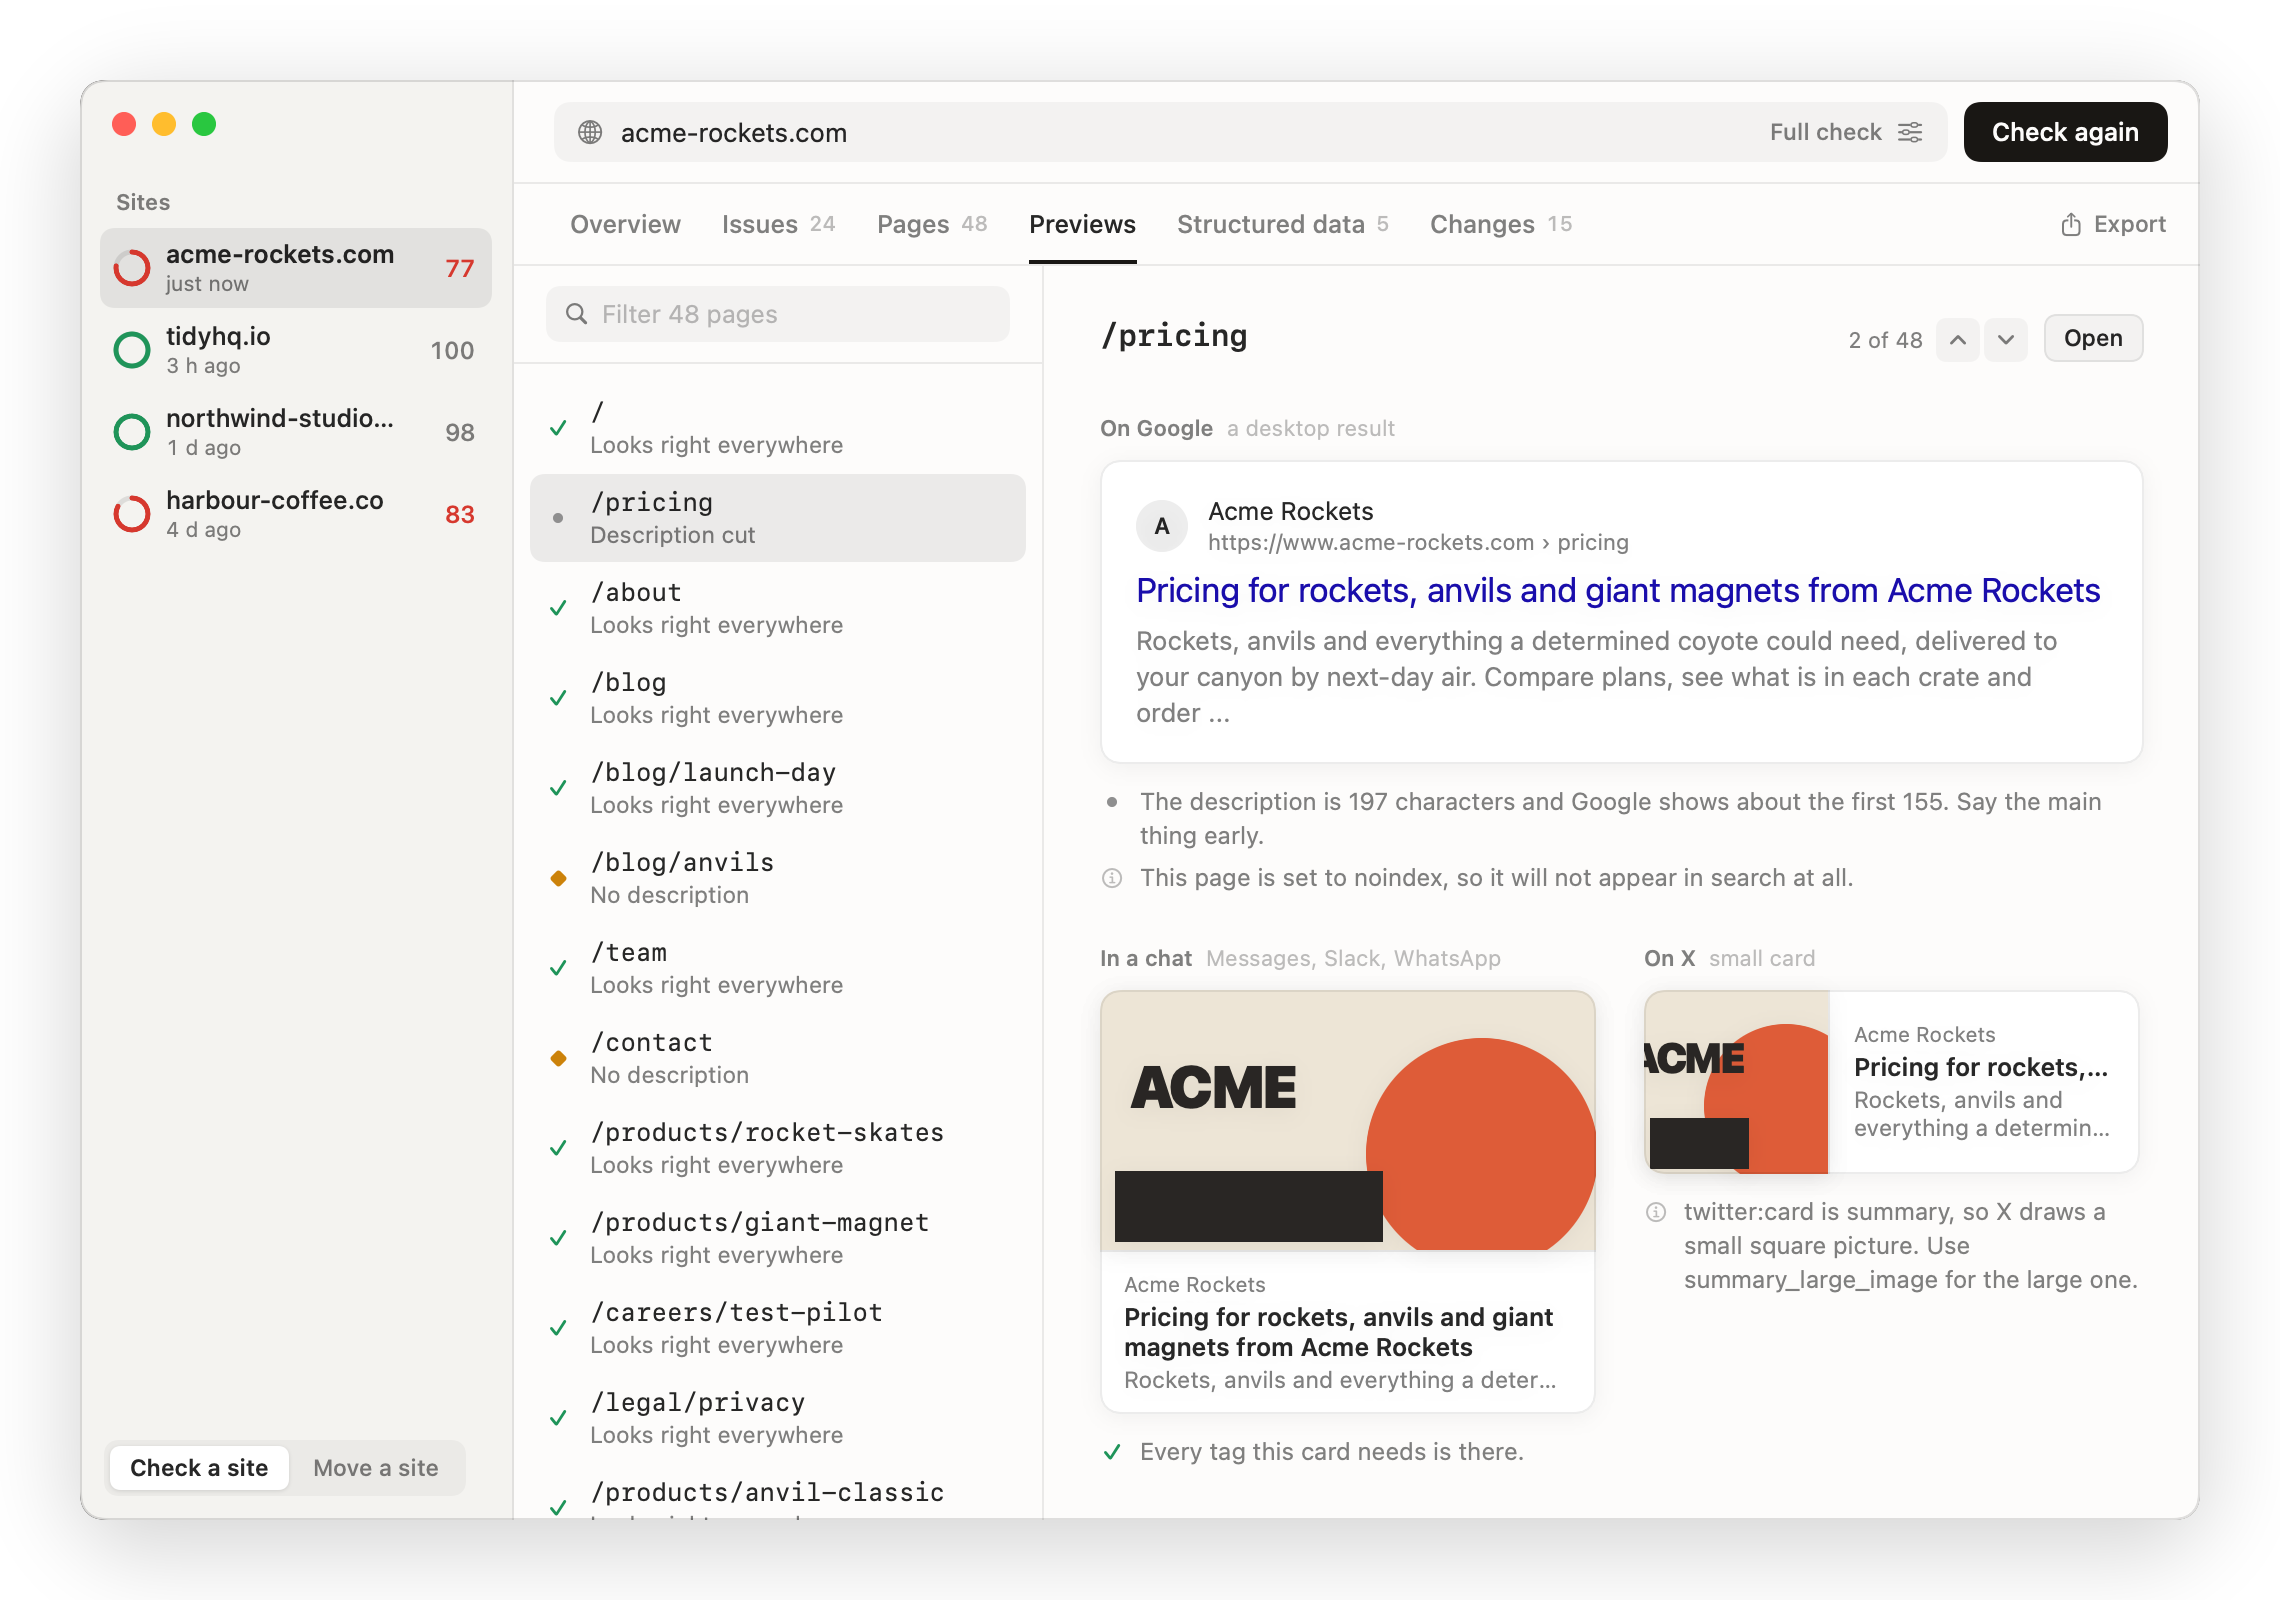 Sites
acme-rockets.com
just now
77
tidyhq.io
3 h ago
100
northwind-studio...
1 d ago
98
harbour-coffee.co
4 d ago
83
Check a site
Move a site
acme-rockets.com
Full check
Check again
Overview
Issues 24
Pages 48
Previews
Structured data 5
Changes 15
Export
Filter 48 pages
/
Looks right everywhere
/pricing
Description cut
/about
Looks right everywhere
/blog
Looks right everywhere
/blog/launch-day
Looks right everywhere
/blog/anvils
No description
/team
Looks right everywhere
/contact
No description
/products/rocket-skates
Looks right everywhere
/products/giant-magnet
Looks right everywhere
/careers/test-pilot
Looks right everywhere
/legal/privacy
Looks right everywhere
/products/anvil-classic
/pricing
2 of 48
Open
On Google a desktop result
A
Acme Rockets
https://www.acme-rockets.com › pricing
Pricing for rockets, anvils and giant magnets from Acme Rockets
Rockets, anvils and everything a determined coyote could need, delivered to
your canyon by next-day air. Compare plans, see what is in each crate and
order ...
The description is 197 characters and Google shows about the first 155. Say the main
thing early.
This page is set to noindex, so it will not appear in search at all.
In a chat Messages, Slack, WhatsApp
ACME
Acme Rockets
Pricing for rockets, anvils and giant
magnets from Acme Rockets
Rockets, anvils and everything a deter...
Every tag this card needs is there.
On X small card
ACME
Acme Rockets
Pricing for rockets,...
Rockets, anvils and
everything a determin...
twitter:card is summary, so X draws a
small square picture. Use
summary_large_image for the large one.